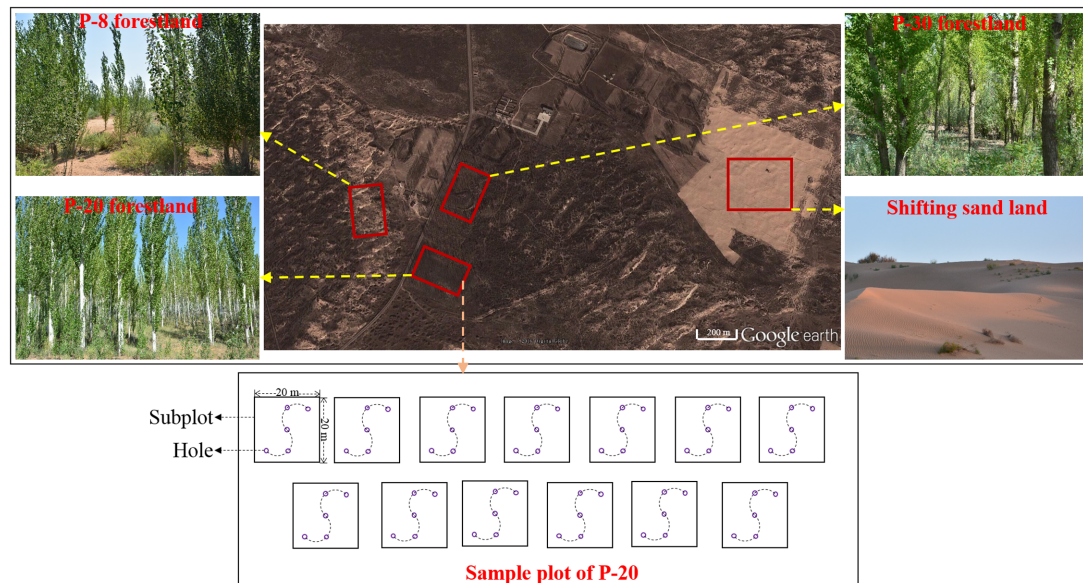 P-8 forestland
P-30 forestland
P-20 forestland
Shifting sand land
200 m
Google earth
20 m
20 m
Subplot
Hole
Sample plot of P-20